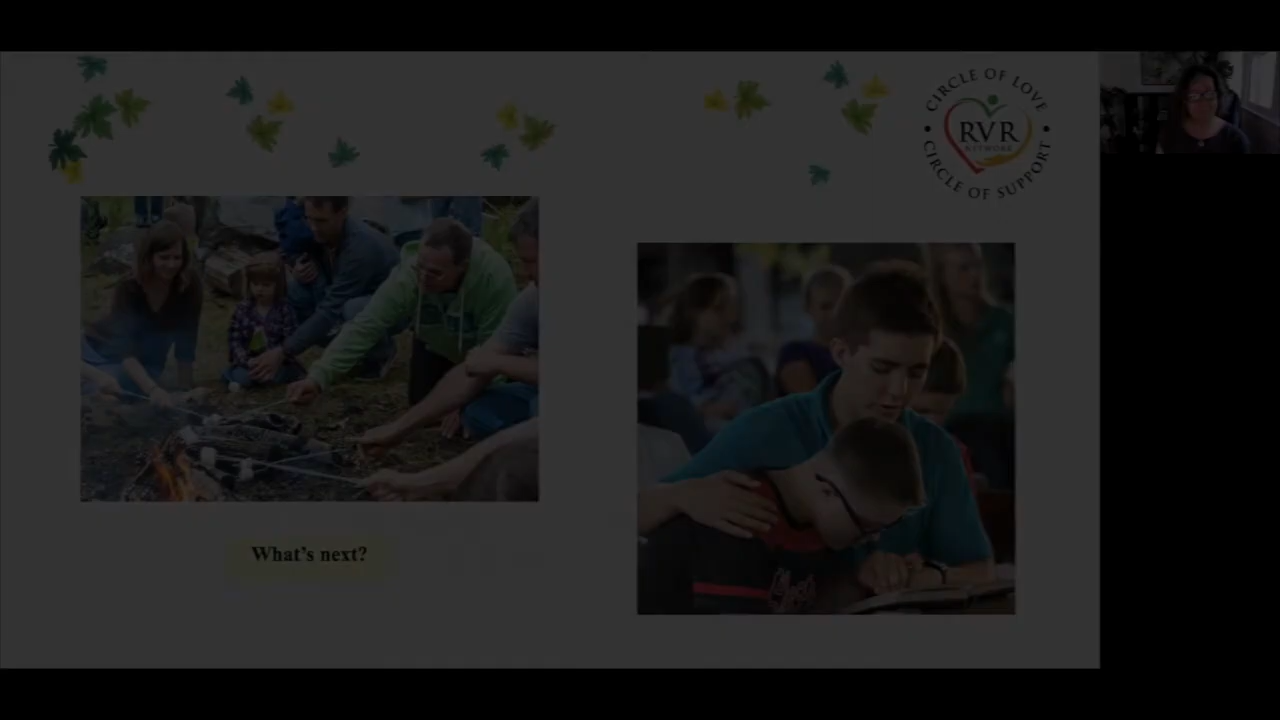 CIRCLE OF LOVE
RVR
NETWORK
CIRCLE OF SUPPORT
What's next?